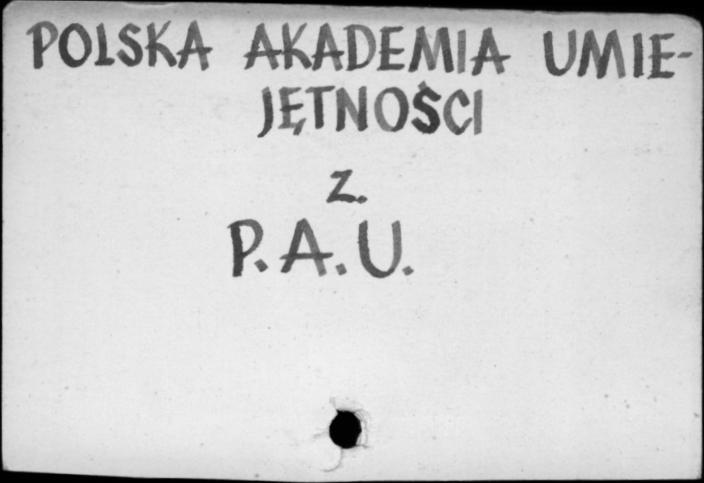 POLSKA AKADEMIA UMIE-
JĘTNOŚCI
z.
P.A.U.